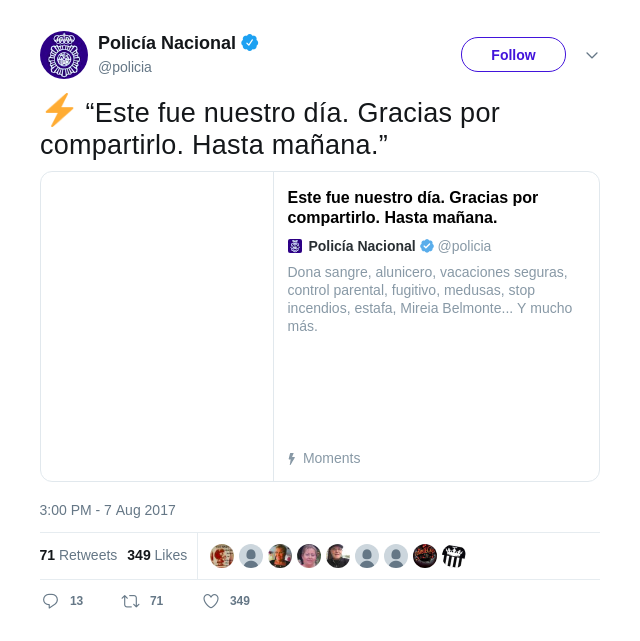 Policía Nacional
@policia
Follow
⚡ “Este fue nuestro día. Gracias por
compartirlo. Hasta mañana.”
Este fue nuestro día. Gracias por
compartirlo. Hasta mañana.
Policía Nacional @policia
Dona sangre, alunicero, vacaciones seguras,
control parental, fugitivo, medusas, stop
incendios, estafa, Mireia Belmonte... Y mucho
más.
Moments
3:00 PM - 7 Aug 2017
71 Retweets 349 Likes
13 71 349